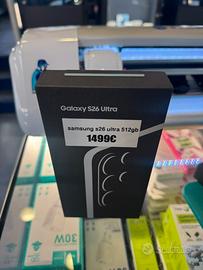 Galaxy S26 Ultra
samsung s26 ultra 512gb
1499€
30W